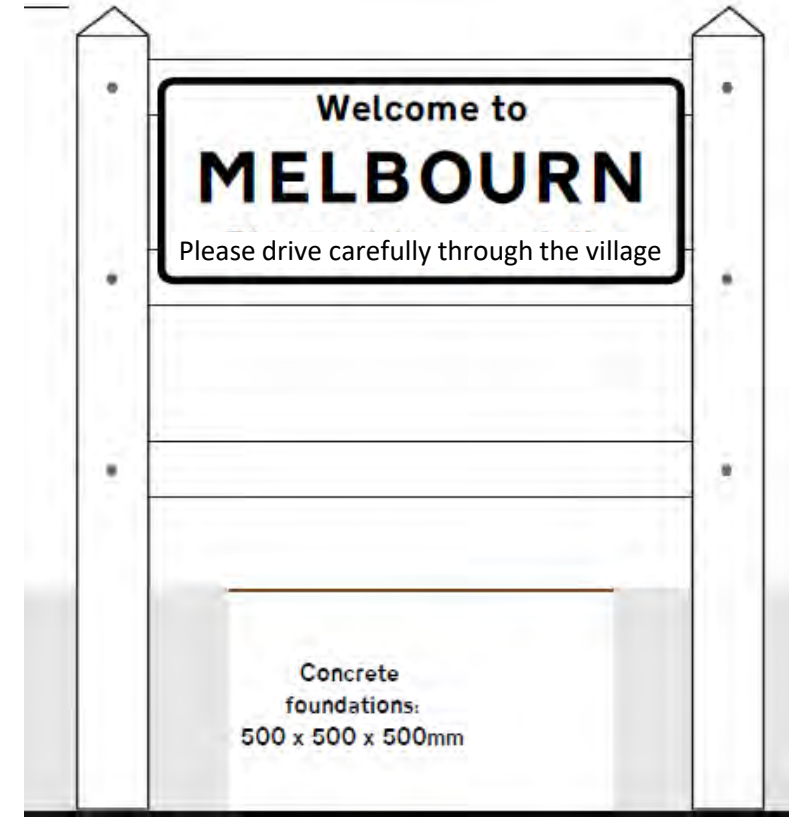 Welcome to
MELBOURN
Please drive carefully through the village
Concrete
foundations:
500 x 500 x 500mm